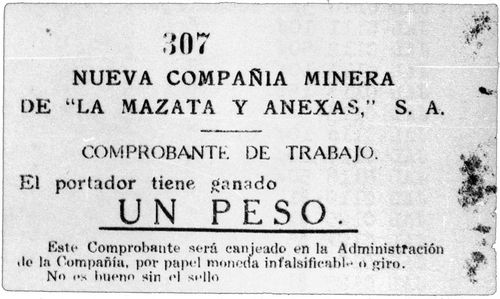 307
NUEVA COMPAÑIA MINERA
DE "LA MAZATA Y ANEXAS," S. A.
COMPROBANTE DE TRABAJO.
El portador tiene ganado
UN PESO.
Este Comprobante será canjeado en la Administración
de la Compañía, por papel moneda infalsificable o giro.
No es bueno sin el sello